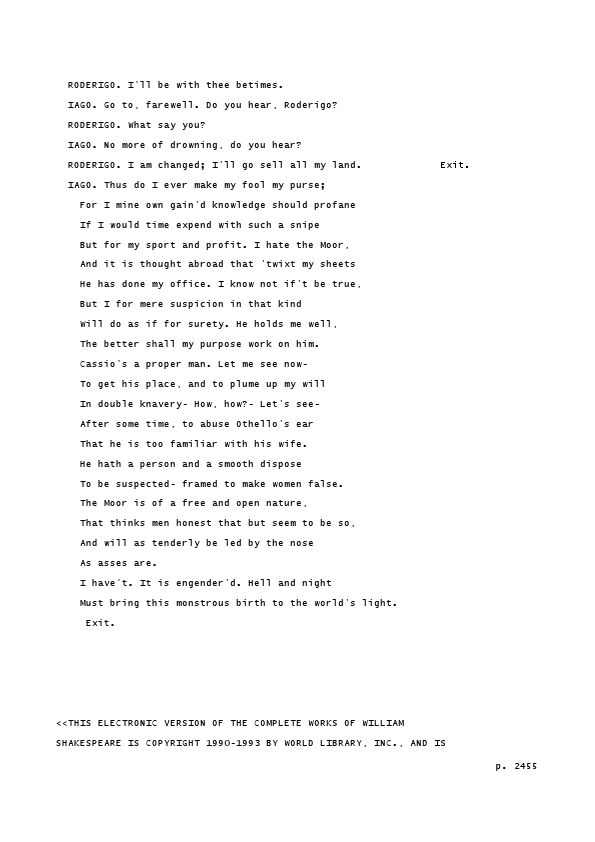 RODERIGO. I'll be with thee betimes.
IAGO. Go to, farewell. Do you hear, Roderigo?
RODERIGO. What say you?
IAGO. No more of drowning, do you hear?
RODERIGO. I am changed; I'll go sell all my land. Exit.
IAGO. Thus do I ever make my fool my purse;
For I mine own gain'd knowledge should profane
If I would time expend with such a snipe
But for my sport and profit. I hate the Moor,
And it is thought abroad that 'twixt my sheets
He has done my office. I know not if't be true,
But I for mere suspicion in that kind
Will do as if for surety. He holds me well,
The better shall my purpose work on him.
Cassio's a proper man. Let me see now-
To get his place, and to plume up my will
In double knavery- How, how?- Let's see-
After some time, to abuse Othello's ear
That he is too familiar with his wife.
He hath a person and a smooth dispose
To be suspected- framed to make women false.
The Moor is of a free and open nature,
That thinks men honest that but seem to be so,
And will as tenderly be led by the nose
As asses are.
I have't. It is engender'd. Hell and night
Must bring this monstrous birth to the world's light.
Exit.
<<THIS ELECTRONIC VERSION OF THE COMPLETE WORKS OF WILLIAM
SHAKESPEARE IS COPYRIGHT 1990-1993 BY WORLD LIBRARY, INC., AND IS
p. 2455